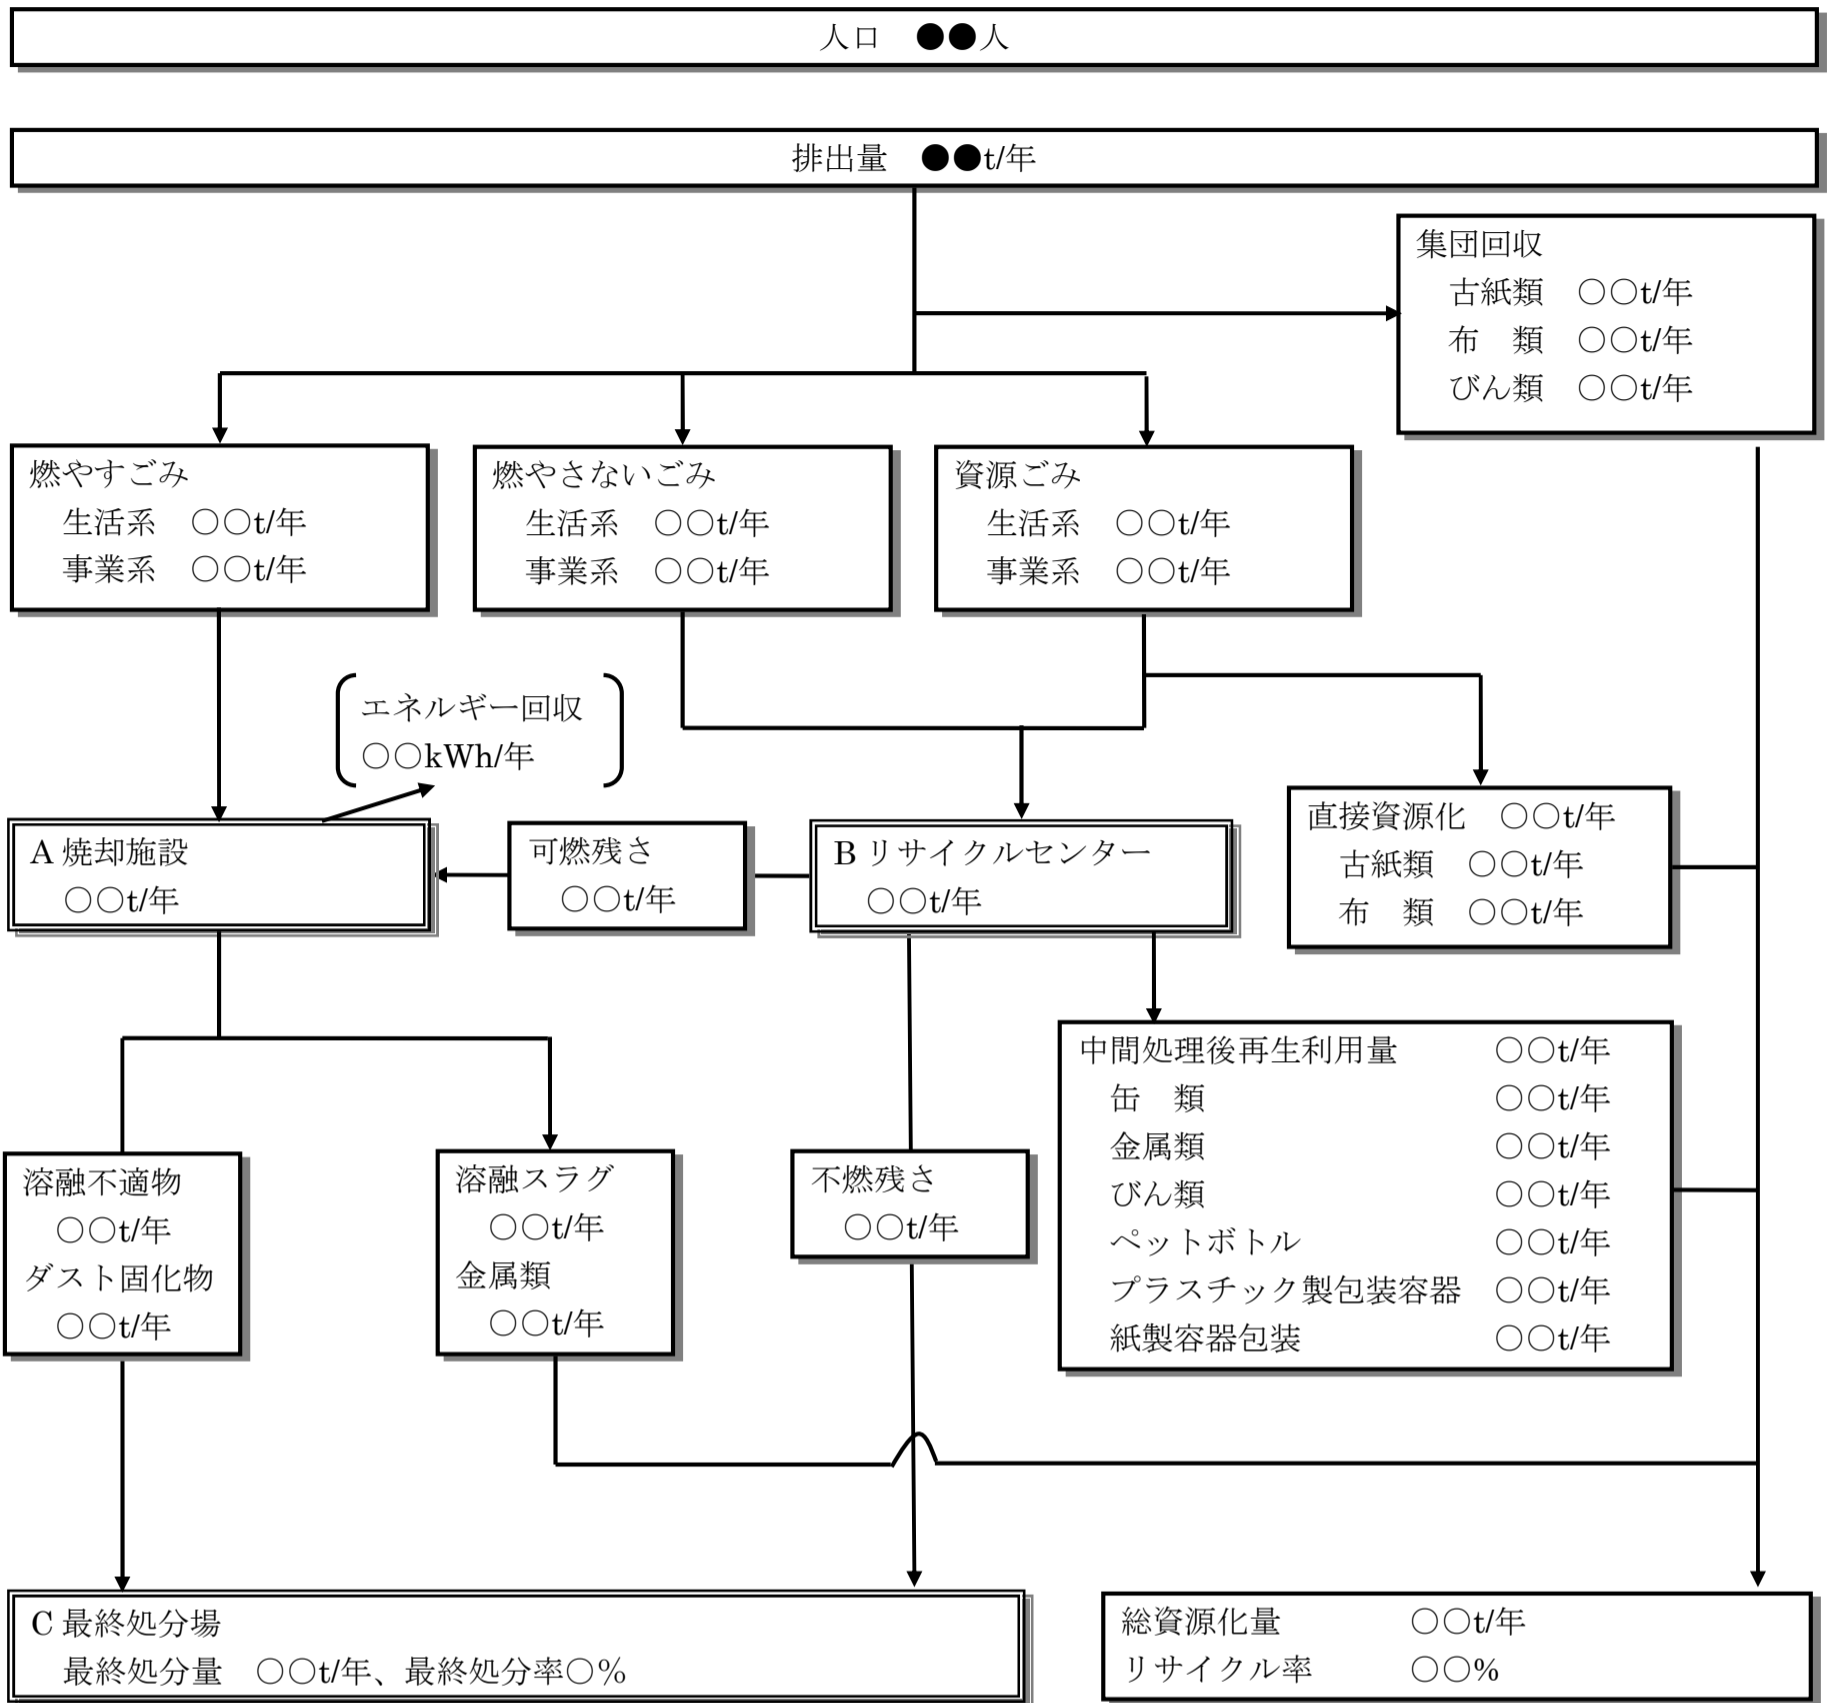 人口　●●人
排出量　●●t/年
集団回収
古紙類　○○t/年
布　類　○○t/年
びん類　○○t/年
燃やすごみ
生活系　○○t/年
事業系　○○t/年
燃やさないごみ
生活系　○○t/年
事業系　○○t/年
資源ごみ
生活系　○○t/年
事業系　○○t/年
エネルギー回収
○○kWh/年
A 焼却施設
○○t/年
可燃残さ
○○t/年
B リサイクルセンター
○○t/年
直接資源化　○○t/年
古紙類　○○t/年
布　類　○○t/年
中間処理後再生利用量　○○t/年
缶　類　○○t/年
金属類　○○t/年
びん類　○○t/年
ペットボトル　○○t/年
プラスチック製包装容器　○○t/年
紙製容器包装　○○t/年
溶融不適物
○○t/年
ダスト固化物
○○t/年
溶融スラグ
○○t/年
金属類
○○t/年
不燃残さ
○○t/年
C 最終処分場
最終処分量　○○t/年、最終処分率○%
総資源化量　○○t/年
リサイクル率　○○%